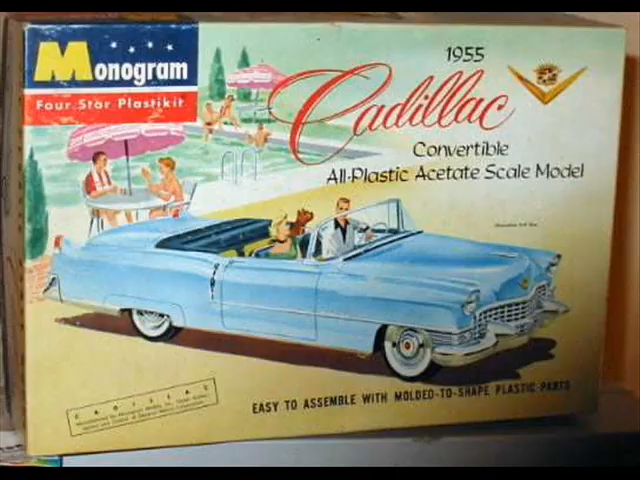 Monogram
Four Star Plastikit
1955
Cadillac
Convertible
All-Plastic Acetate Scale Model
CADILLAC
EASY TO ASSEMBLE WITH MOLDED-TO-SHAPE PLASTIC PARTS